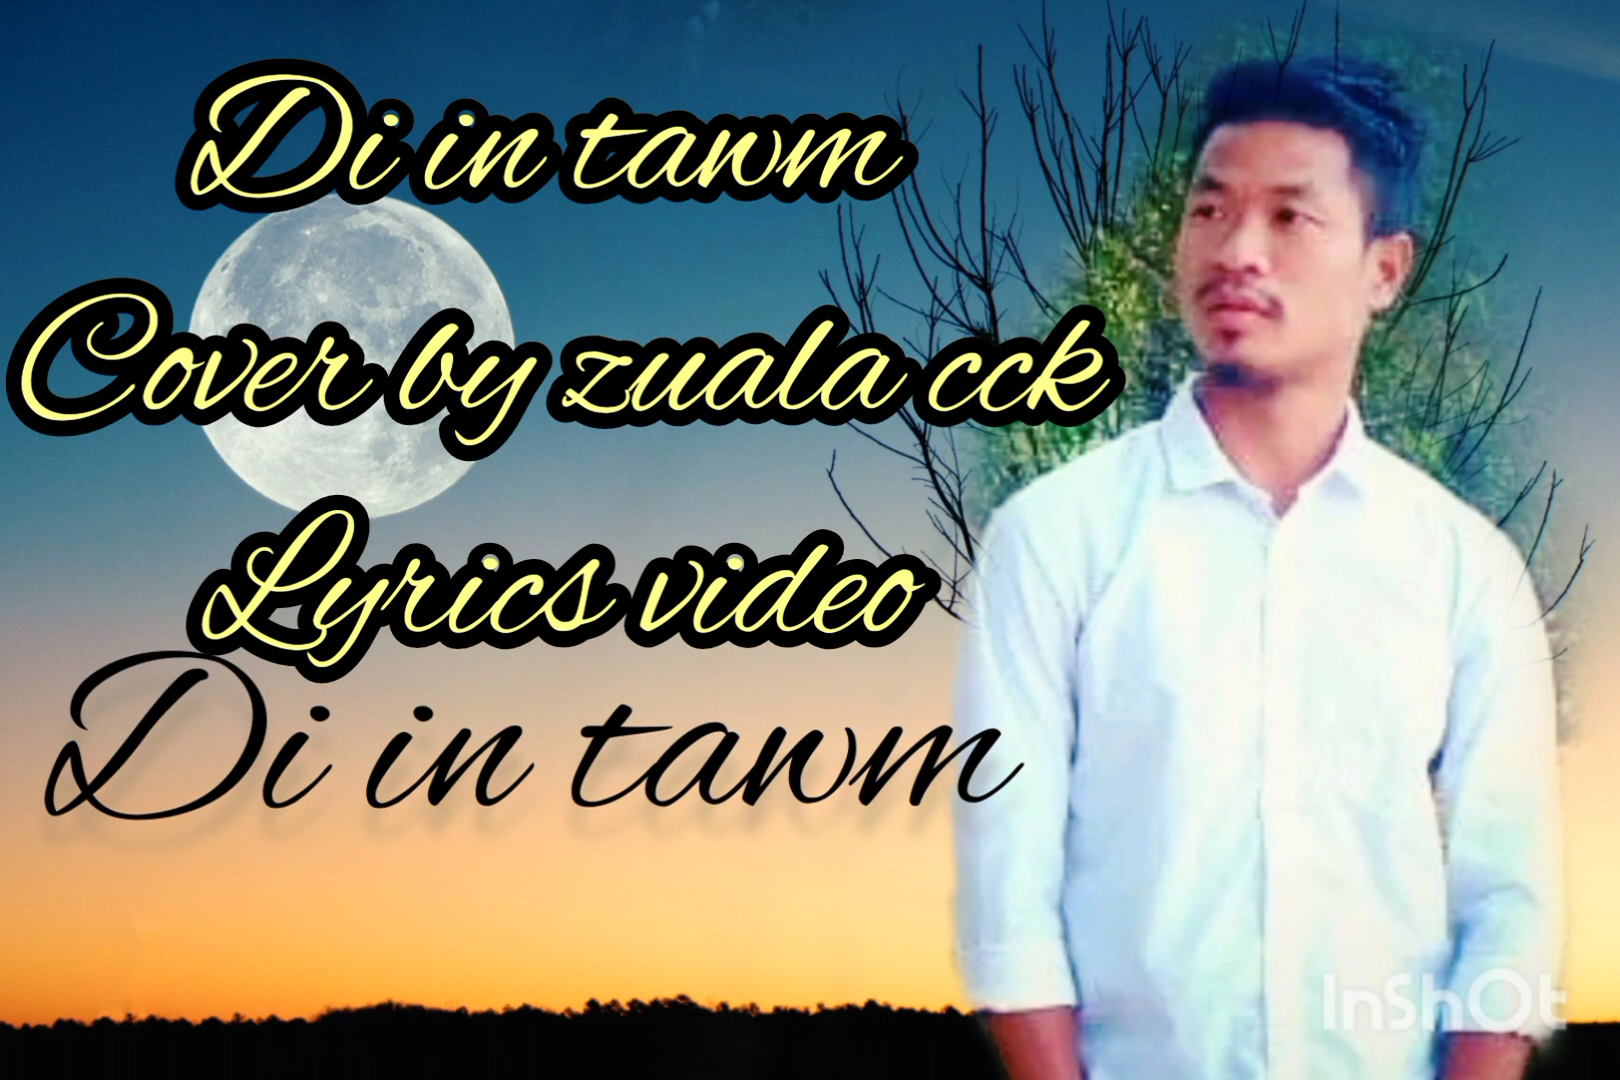 Di in tawm
Cover by zuala cck
Lyrics video
Di in tawm
InShOt